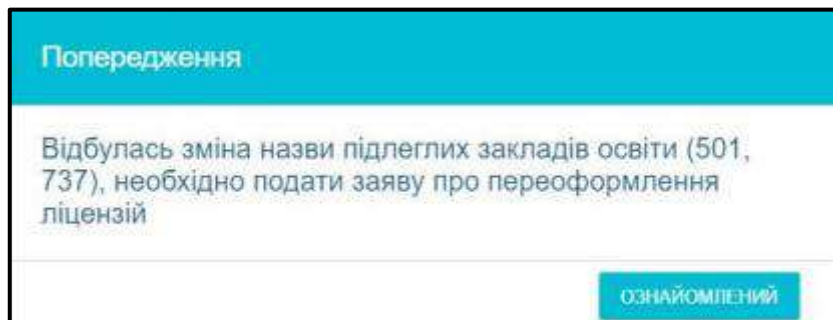 Попередження
Відбулась зміна назви підлеглих закладів освіти (501,
737), необхідно подати заяву про переоформлення
ліцензій
ОЗНАЙОМЛЕНИЙ